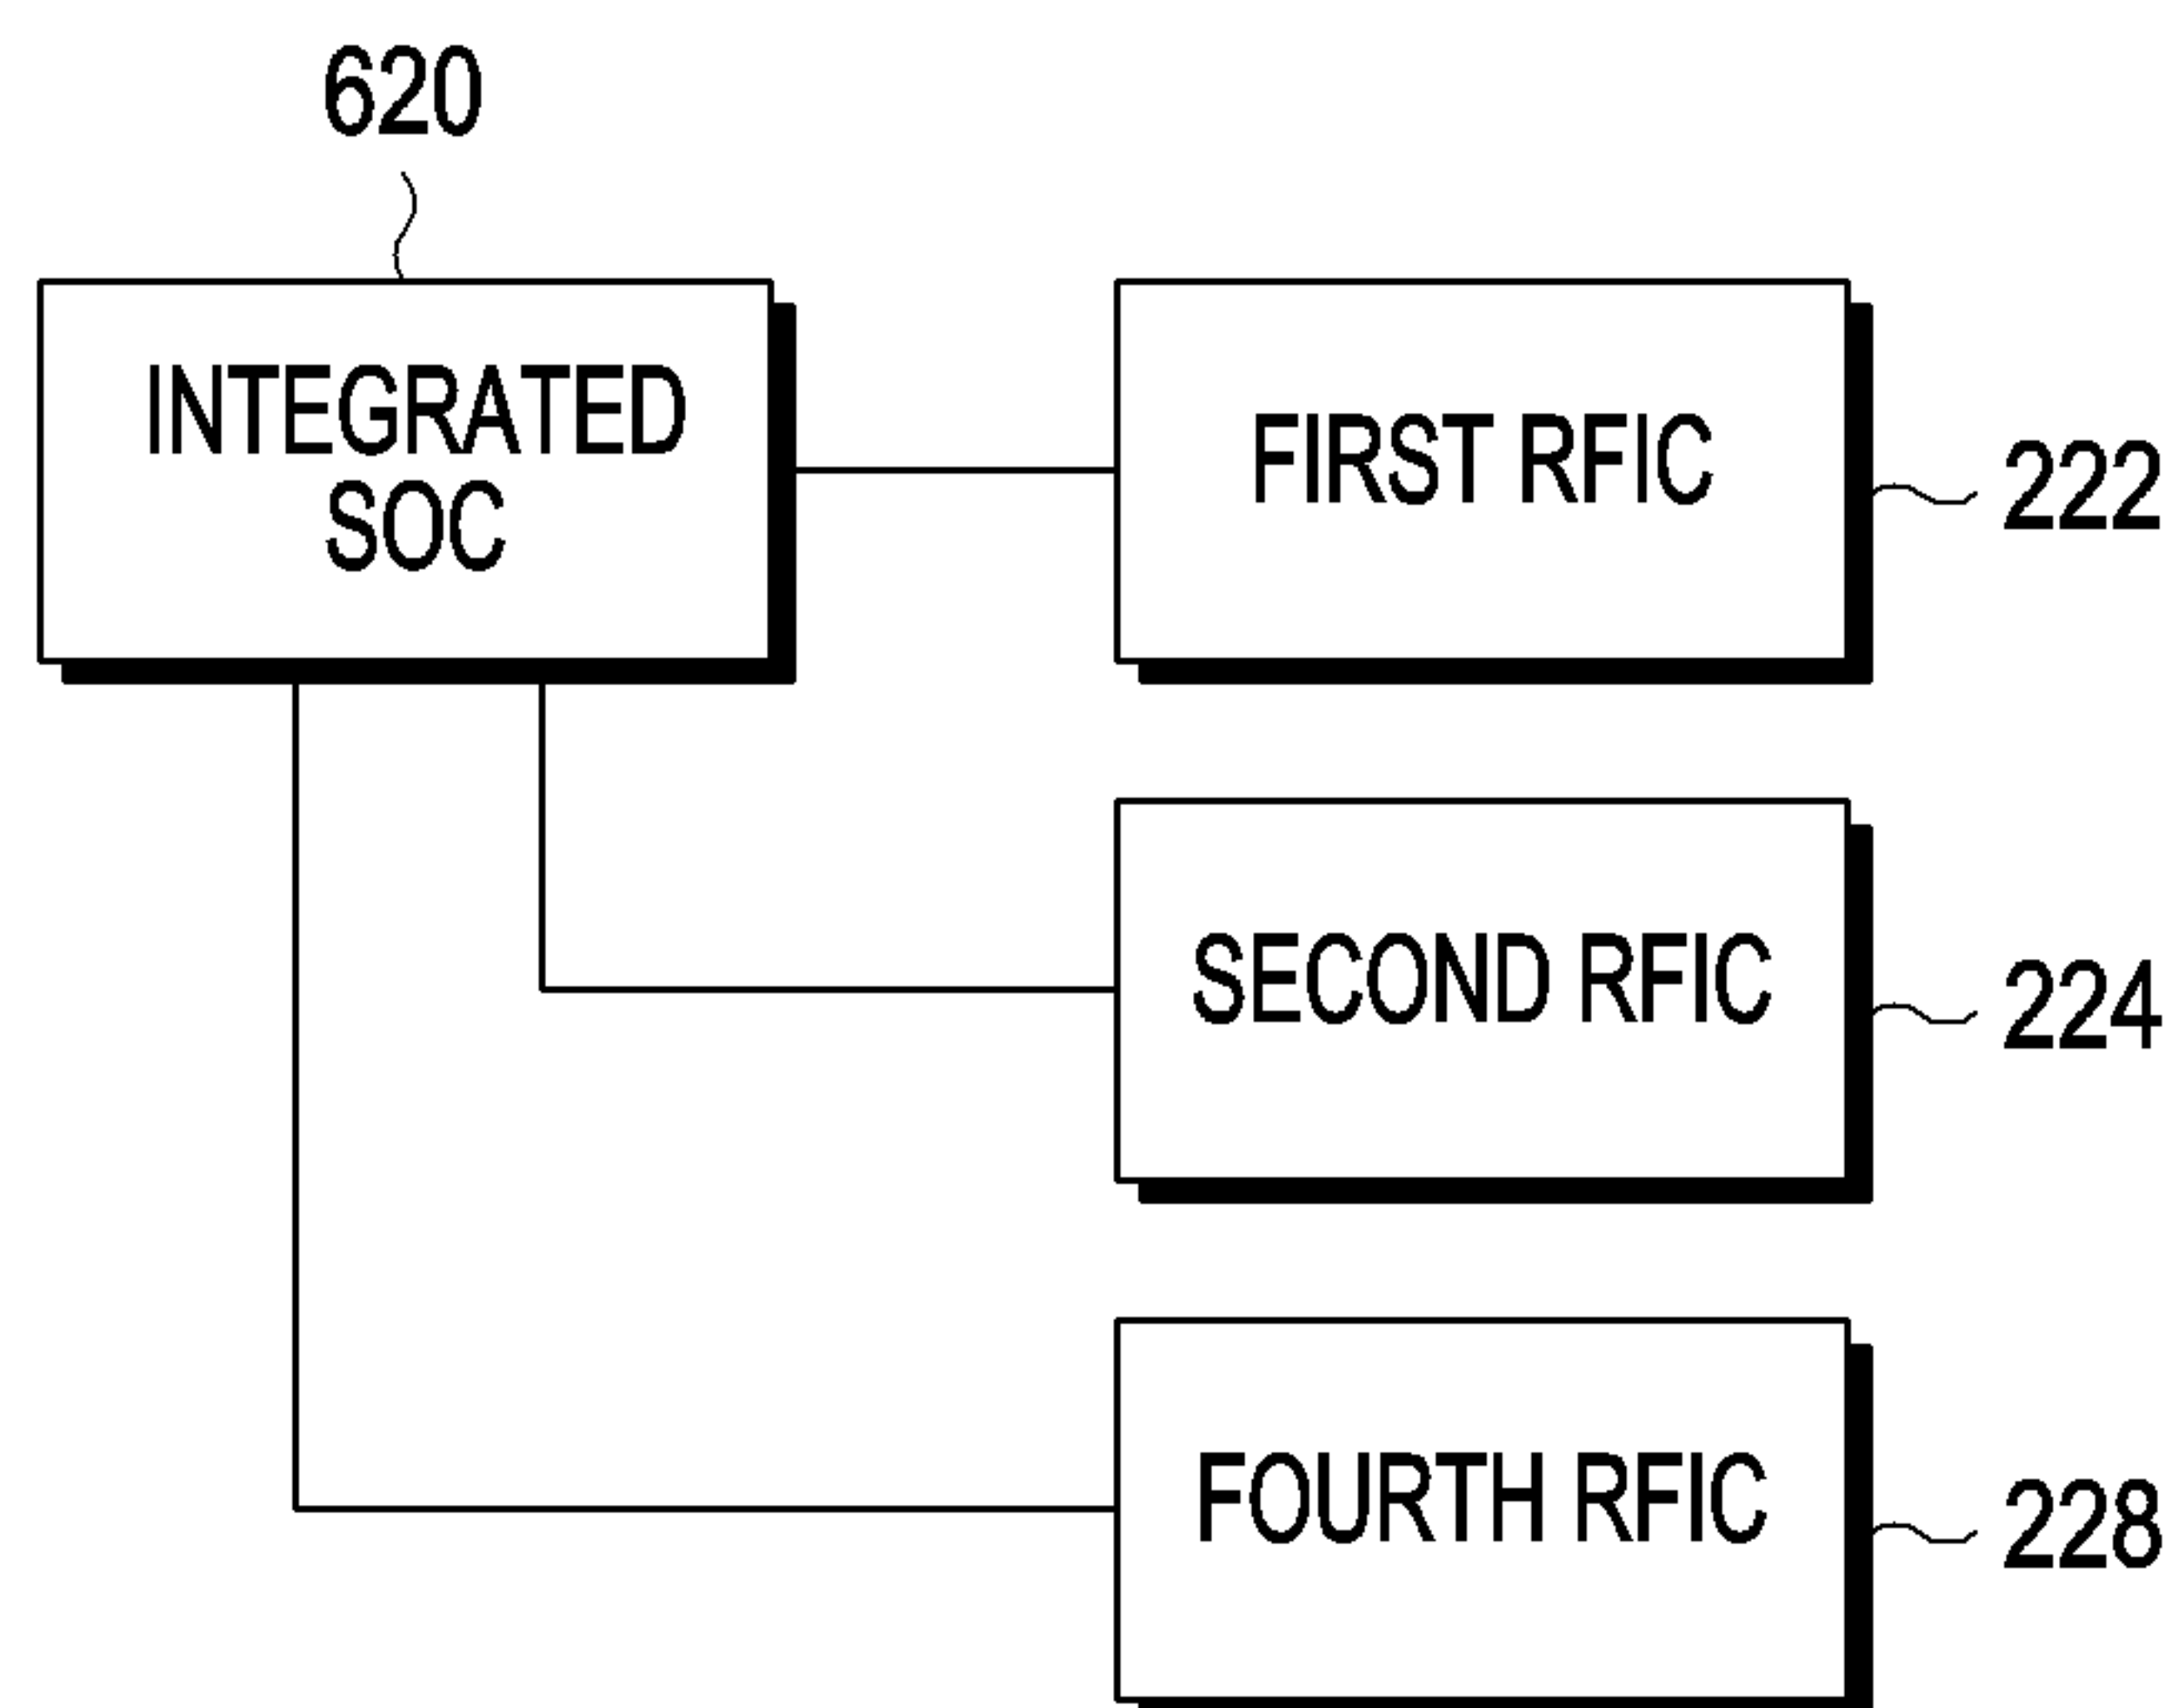 620
INTEGRATED
SOC
FIRST RFIC
222
SECOND RFIC
224
FOURTH RFIC
228